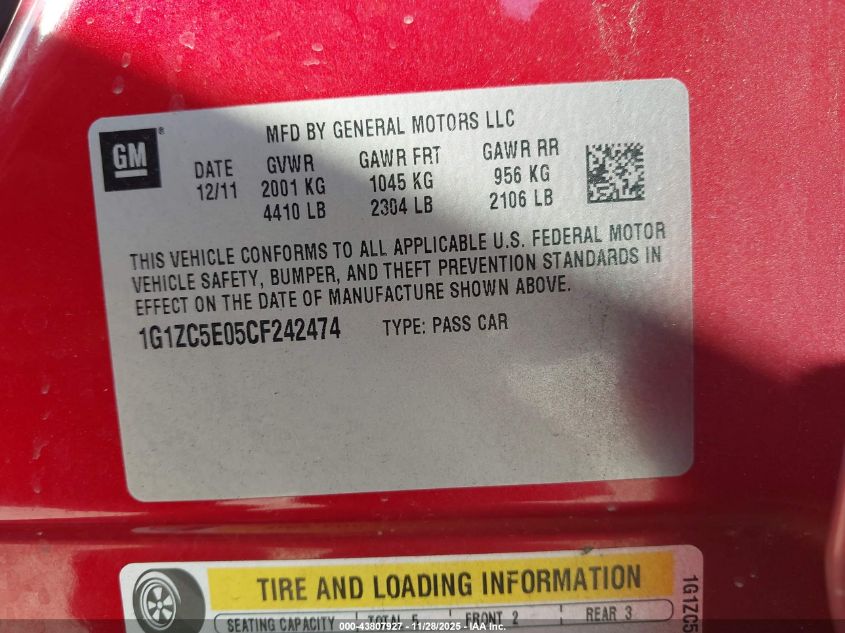 GM ®
MFD BY GENERAL MOTORS LLC
DATE GVWR GAWR FRT GAWR RR
12/11 2001 KG 1045 KG 956 KG
4410 LB 2304 LB 2106 LB
THIS VEHICLE CONFORMS TO ALL APPLICABLE U.S. FEDERAL MOTOR
VEHICLE SAFETY, BUMPER, AND THEFT PREVENTION STANDARDS IN
EFFECT ON THE DATE OF MANUFACTURE SHOWN ABOVE.
1G1ZC5E05CF242474 TYPE: PASS CAR
TIRE AND LOADING INFORMATION
SEATING CAPACITY TOTAL 5 FRONT 2 REAR 3
1G1ZC5
000-43807927 - 11/28/2025 - IAA Inc.